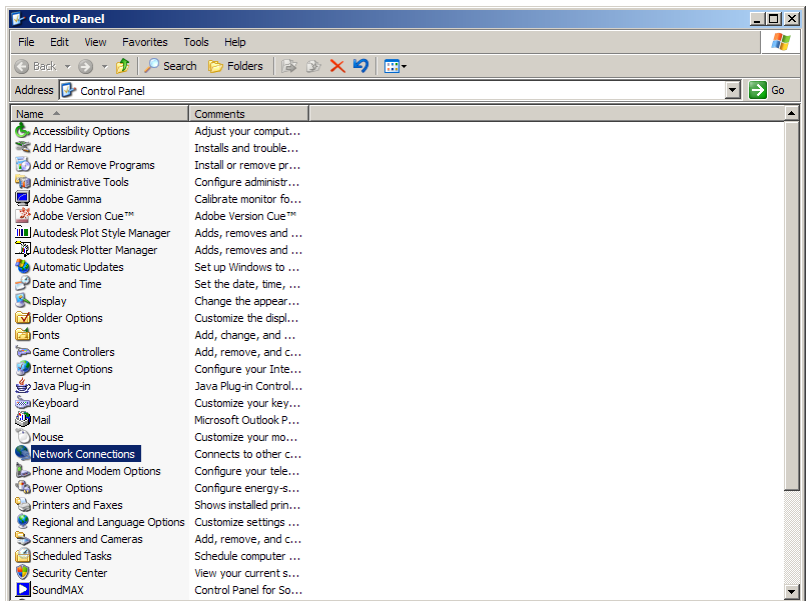 Control Panel
File Edit View Favorites Tools Help
Back Search Folders
Address Control Panel Go
Name Comments
Accessibility Options Adjust your comput...
Add Hardware Installs and trouble...
Add or Remove Programs Install or remove pr...
Administrative Tools Configure administr...
Adobe Gamma Calibrate monitor fo...
Adobe Version Cue™ Adobe Version Cue™
Autodesk Plot Style Manager Adds, removes and ...
Autodesk Plotter Manager Adds, removes and ...
Automatic Updates Set up Windows to ...
Date and Time Set the date, time, ...
Display Change the appear...
Folder Options Customize the displ...
Fonts Add, change, and ...
Game Controllers Add, remove, and c...
Internet Options Configure your Inte...
Java Plug-in Java Plug-in Control...
Keyboard Customize your key...
Mail Microsoft Outlook P...
Mouse Customize your mo...
Network Connections Connects to other c...
Phone and Modem Options Configure your tele...
Power Options Configure energy-s...
Printers and Faxes Shows installed prin...
Regional and Language Options Customize settings ...
Scanners and Cameras Add, remove, and c...
Scheduled Tasks Schedule computer ...
Security Center View your current s...
SoundMAX Control Panel for So...